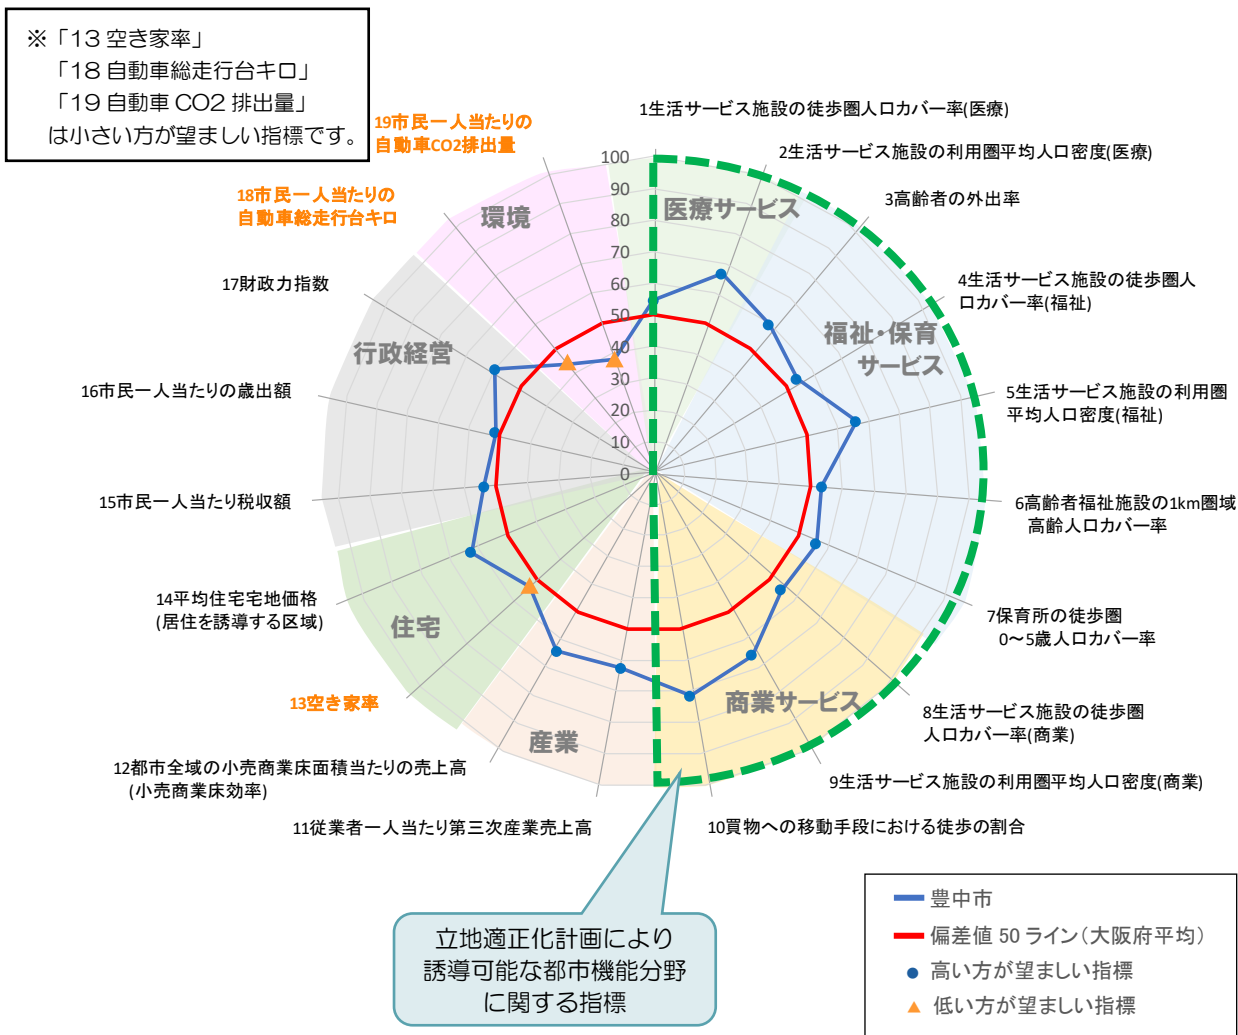 ※「13 空き家率」
「18 自動車総走行台キロ」
「19 自動車 CO2 排出量」
は小さい方が望ましい指標です。
19市民一人当たりの
自動車CO2排出量
1生活サービス施設の徒歩圏人口カバー率(医療)
2生活サービス施設の利用圏平均人口密度(医療)
3高齢者の外出率
4生活サービス施設の徒歩圏人
口カバー率(福祉)
5生活サービス施設の利用圏
平均人口密度(福祉)
6高齢者福祉施設の1km圏域
高齢人口カバー率
7保育所の徒歩圏
0～5歳人口カバー率
8生活サービス施設の徒歩圏
人口カバー率(商業)
9生活サービス施設の利用圏平均人口密度(商業)
10買物への移動手段における徒歩の割合
11従業者一人当たり第三次産業売上高
12都市全域の小売商業床面積当たりの売上高
(小売商業床効率)
13空き家率
14平均住宅宅地価格
(居住を誘導する区域)
15市民一人当たり税収額
16市民一人当たりの歳出額
17財政力指数
18市民一人当たりの
自動車総走行台キロ
100
90
80
70
60
50
40
30
20
10
0
医療サービス
福祉・保育
サービス
商業サービス
産業
住宅
行政経営
環境
立地適正化計画により
誘導可能な都市機能分野
に関する指標
豊中市
偏差値 50 ライン（大阪府平均）
高い方が望ましい指標
低い方が望ましい指標